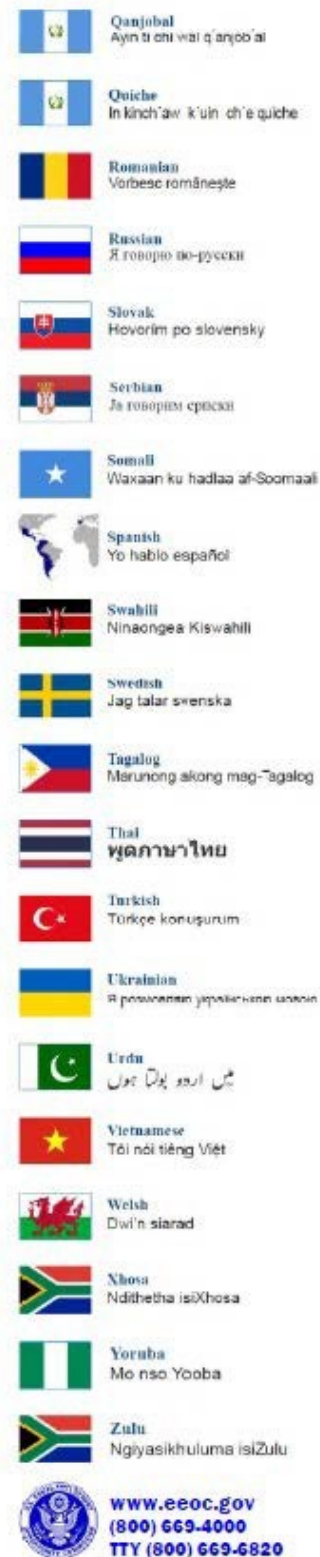 Qanjobal
Ayin ti chi wal q'anjob'al
Quiche
In kinch'aw k'uin ch'e quiche
Romanian
Vorbesc românește
Russian
Я говорю по-русски
Slovak
Hovorím po slovensky
Serbian
Ја говорим српски
Somali
Waxaan ku hadlaa af-Soomaali
Spanish
Yo hablo español
Swahili
Ninaongea Kiswahili
Swedish
Jag talar svenska
Tagalog
Marunong akong mag-Tagalog
Thai
พูดภาษาไทย
Turkish
Türkçe konuşurum
Ukrainian
Я розмовляю українською мовою
Urdu
میں اردو بولتا ہوں
Vietnamese
Tôi nói tiếng Việt
Welsh
Dwi'n siarad
Xhosa
Ndithetha isiXhosa
Yoruba
Mo nso Yooba
Zulu
Ngiyasikhuluma isiZulu
www.eeoc.gov
(800) 669-4000
TTY (800) 669-6820